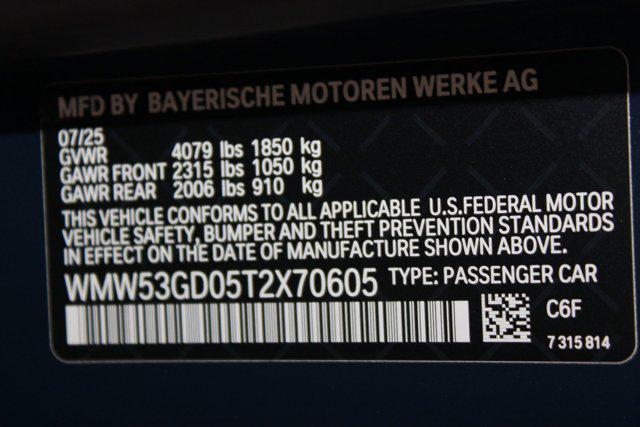 MFD BY BAYERISCHE MOTOREN WERKE AG
07/25
GVWR 4079 lbs 1850 kg
GAWR FRONT 2315 lbs 1050 kg
GAWR REAR 2006 lbs 910 kg
THIS VEHICLE CONFORMS TO ALL APPLICABLE U.S.FEDERAL MOTOR
VEHICLE SAFETY, BUMPER AND THEFT PREVENTION STANDARDS
IN EFFECT ON THE DATE OF MANUFACTURE SHOWN ABOVE.
WMW53GD05T2X70605 TYPE: PASSENGER CAR
C6F
7 315 814